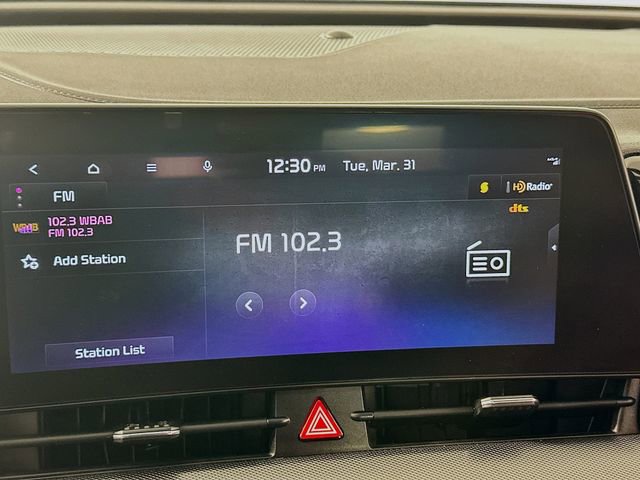 12:30 PM Tue, Mar. 31
FM
HD Radio
dts
WBAB
102.3 WBAB
FM 102.3
FM 102.3
Add Station
Station List